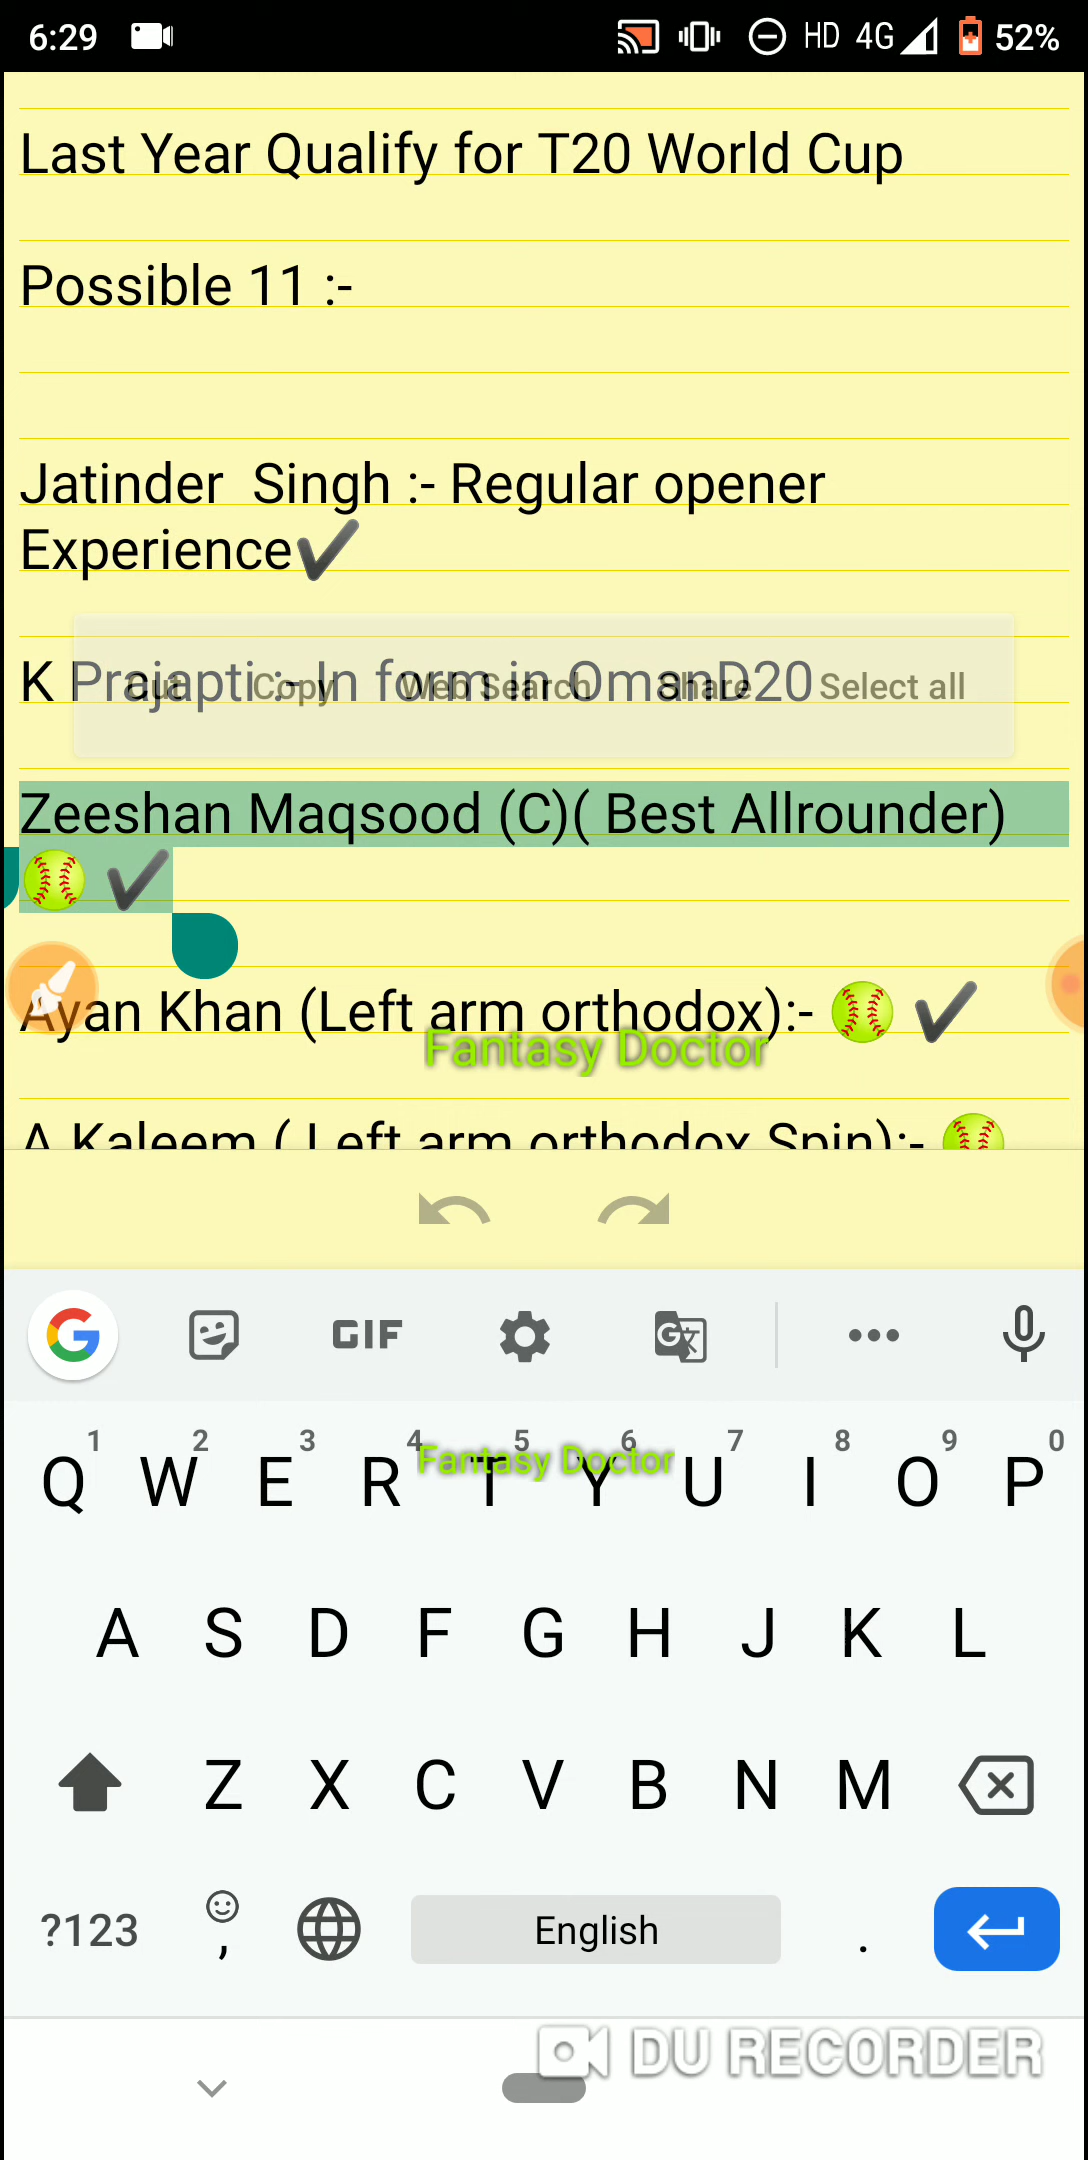 6:29 HD 4G 52%
Last Year Qualify for T20 World Cup
Possible 11 :-
Jatinder  Singh :- Regular opener
Experience✔
K Prajapti :- In form in OmanD20
Cut Copy Web Search Share Select all
Zeeshan Maqsood (C)( Best Allrounder)
🥎 ✔
Ayan Khan (Left arm orthodox):- 🥎 ✔
Fantasy Doctor
A Kaleem ( Left arm orthodox Spin):- 🥎
G GIF G文
1 2 3 4 5 6 7 8 9 0
Fantasy Doctor
Q W E R T Y U I O P
A S D F G H J K L
Z X C V B N M
?123 , English .
DU RECORDER